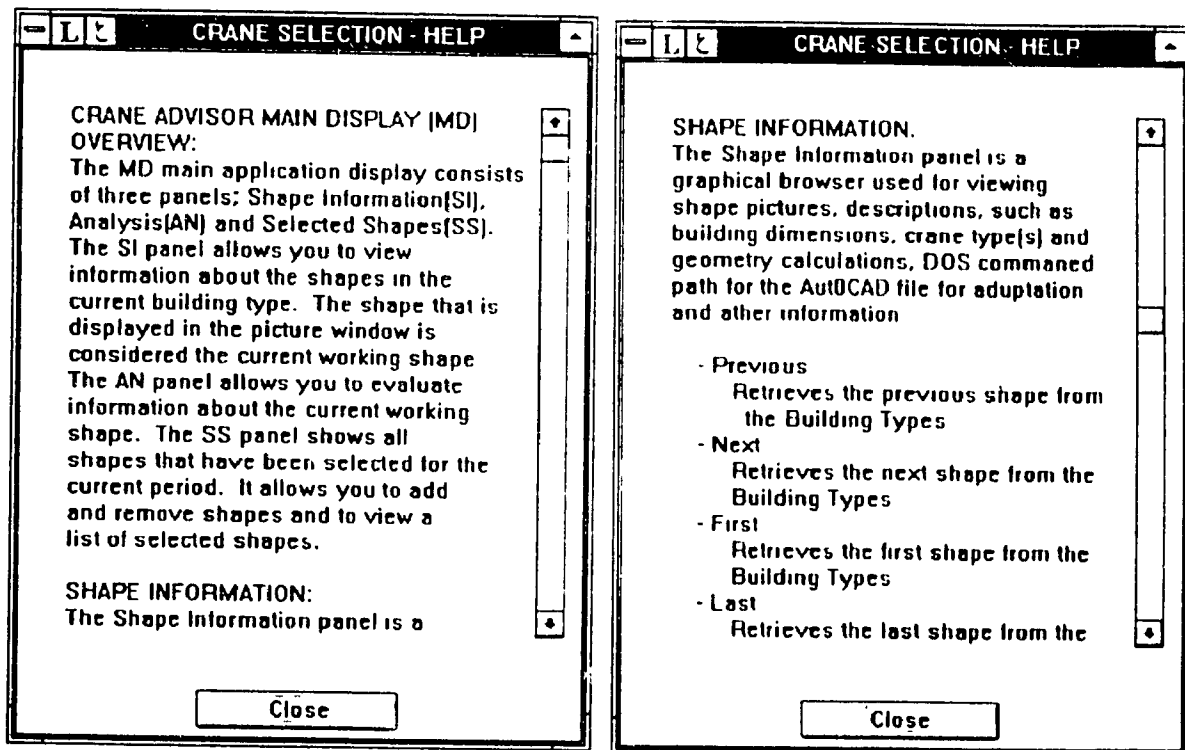 CRANE SELECTION - HELP
CRANE ADVISOR MAIN DISPLAY (MD)
OVERVIEW:
The MD main application display consists
of three panels; Shape Information(SI),
Analysis(AN) and Selected Shapes(SS).
The SI panel allows you to view
information about the shapes in the
current building type. The shape that is
displayed in the picture window is
considered the current working shape
The AN panel allows you to evaluate
information about the current working
shape. The SS panel shows all
shapes that have been selected for the
current period. It allows you to add
and remove shapes and to view a
list of selected shapes.
SHAPE INFORMATION:
The Shape Information panel is a
Close
CRANE SELECTION - HELP
SHAPE INFORMATION.
The Shape Information panel is a
graphical browser used for viewing
shape pictures, descriptions, such as
building dimensions, crane type(s) and
geometry calculations, DOS commaned
path for the Aut0CAD file for aduptation
and ather information
- Previous
Retrieves the previous shape from
the Building Types
- Next
Retrieves the next shape from the
Building Types
- First
Retrieves the first shape from the
Building Types
- Last
Retrieves the last shape from the
Close